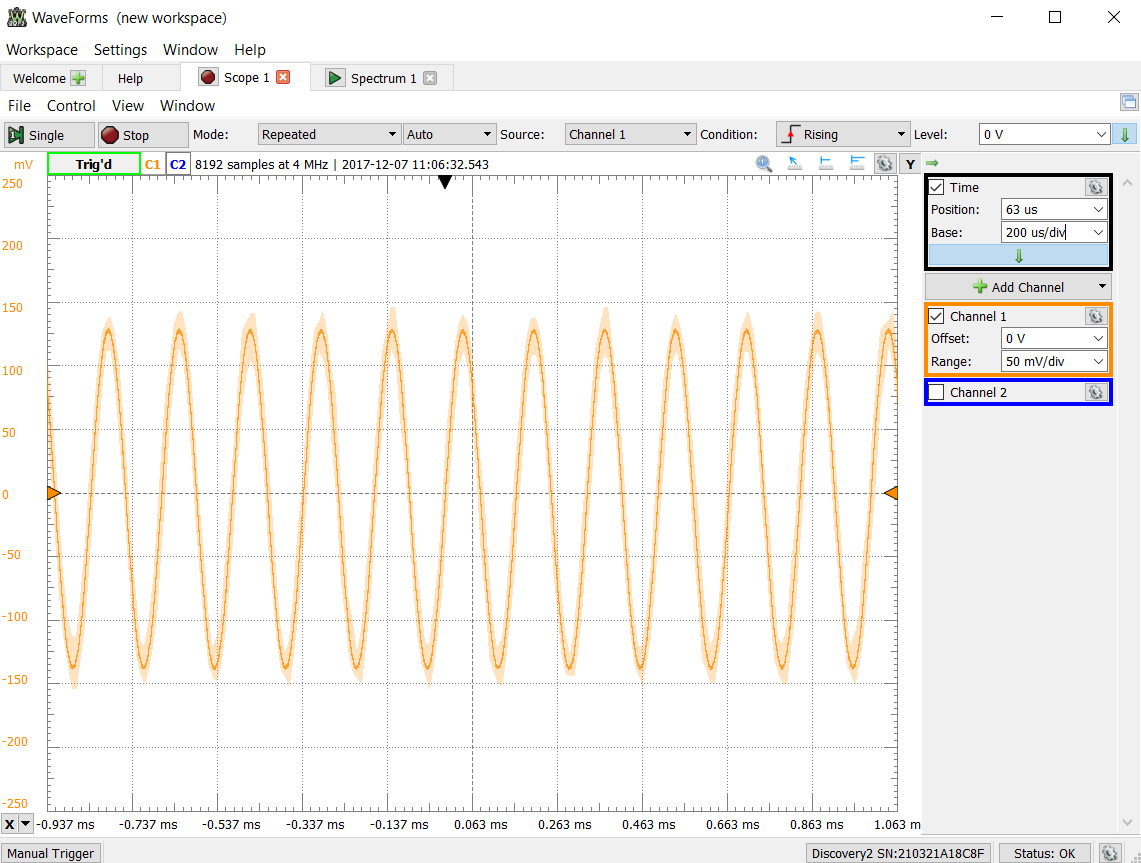 WaveForms (new workspace)
Workspace Settings Window Help
Welcome Help Scope 1 Spectrum 1
File Control View Window
Single Stop Mode: Repeated Auto Source: Channel 1 Condition: Rising Level: 0 V
mV Trig'd C1 C2 8192 samples at 4 MHz | 2017-12-07 11:06:32.543 Y
250
200
150
100
50
0
-50
-100
-150
-200
-250
X -0.937 ms -0.737 ms -0.537 ms -0.337 ms -0.137 ms 0.063 ms 0.263 ms 0.463 ms 0.663 ms 0.863 ms 1.063 m
Time
Position: 63 us
Base: 200 us/div
Add Channel
Channel 1
Offset: 0 V
Range: 50 mV/div
Channel 2
Manual Trigger Discovery2 SN:210321A18C8F Status: OK